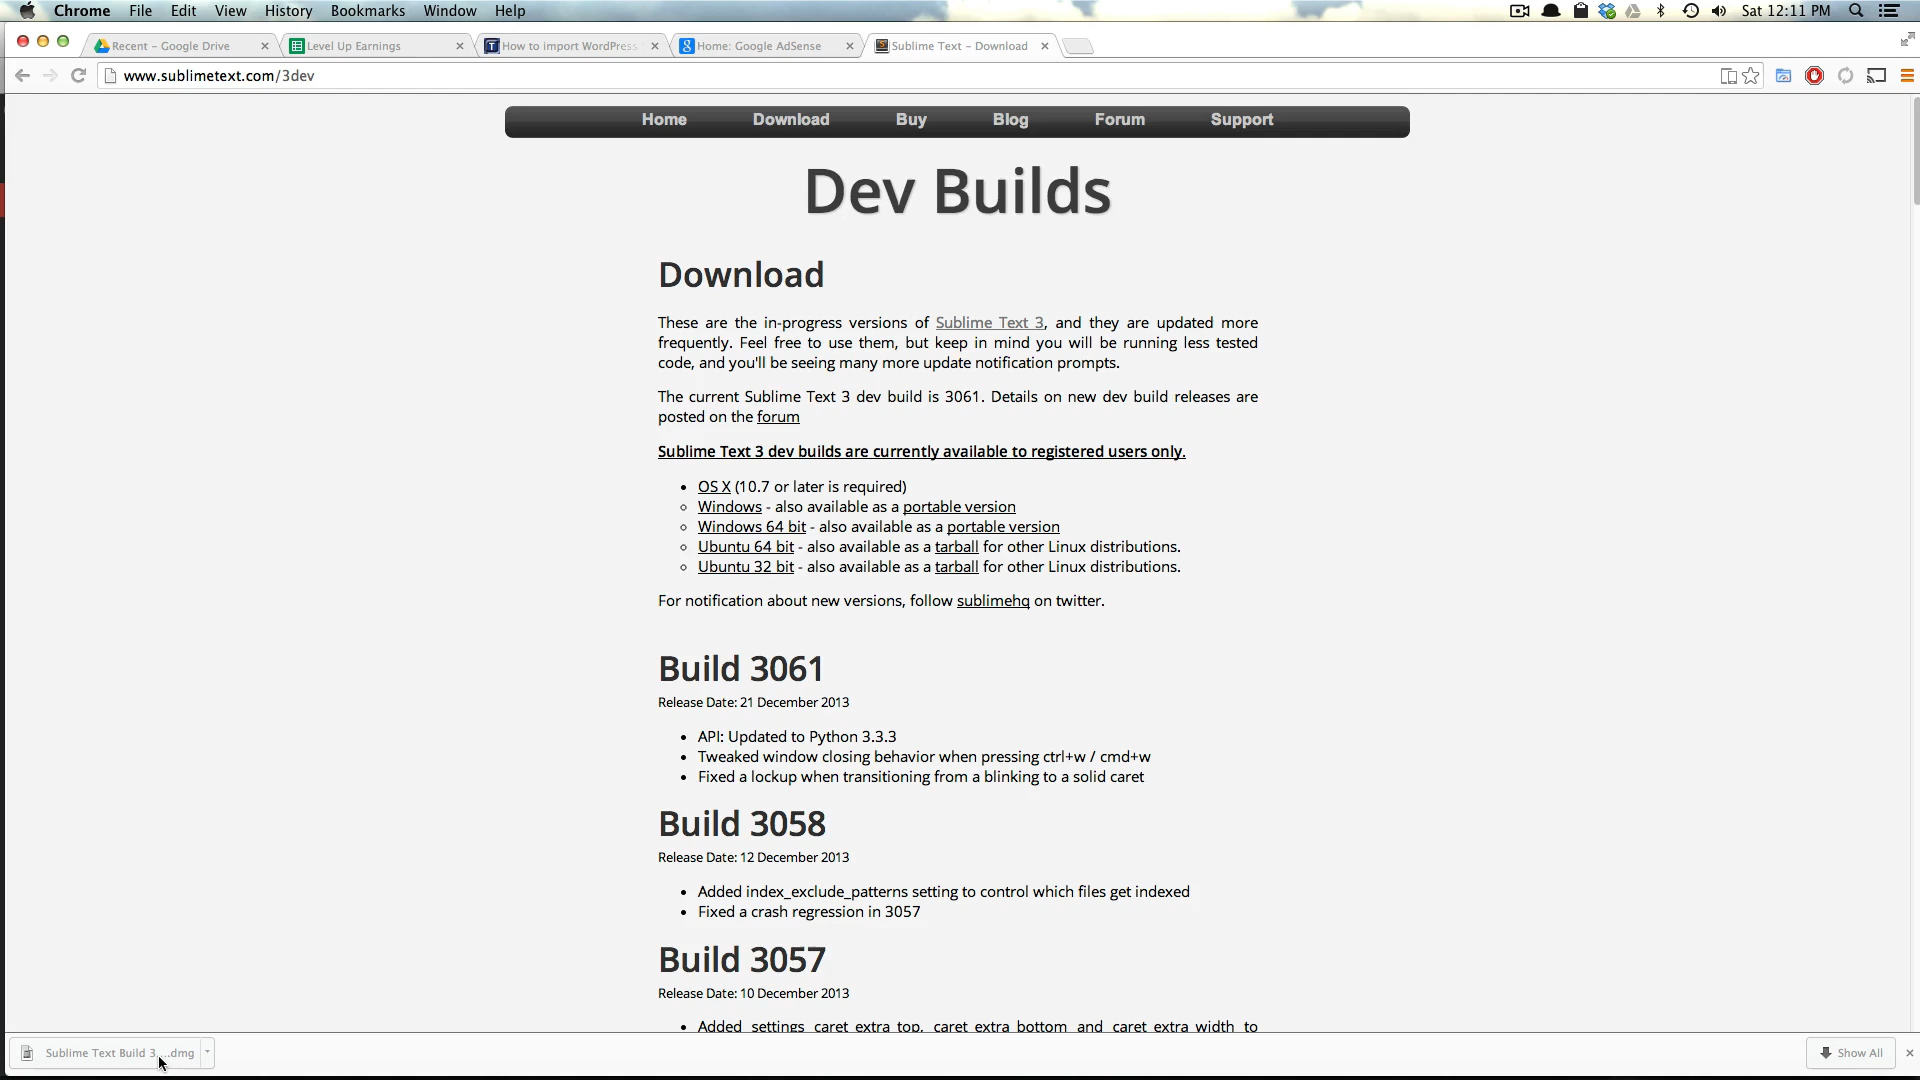 Chrome File Edit View History Bookmarks Window Help Sat 12:11 PM
Recent - Google Drive Level Up Earnings How to import WordPress Home: Google AdSense Sublime Text - Download
www.sublimetext.com/3dev
Home Download Buy Blog Forum Support
Dev Builds
Download
These are the in-progress versions of Sublime Text 3, and they are updated more
frequently. Feel free to use them, but keep in mind you will be running less tested
code, and you'll be seeing many more update notification prompts.
The current Sublime Text 3 dev build is 3061. Details on new dev build releases are
posted on the forum
Sublime Text 3 dev builds are currently available to registered users only.
OS X (10.7 or later is required)
Windows - also available as a portable version
Windows 64 bit - also available as a portable version
Ubuntu 64 bit - also available as a tarball for other Linux distributions.
Ubuntu 32 bit - also available as a tarball for other Linux distributions.
For notification about new versions, follow sublimehq on twitter.
Build 3061
Release Date: 21 December 2013
API: Updated to Python 3.3.3
Tweaked window closing behavior when pressing ctrl+w / cmd+w
Fixed a lockup when transitioning from a blinking to a solid caret
Build 3058
Release Date: 12 December 2013
Added index_exclude_patterns setting to control which files get indexed
Fixed a crash regression in 3057
Build 3057
Release Date: 10 December 2013
Added settings caret_extra_top, caret_extra_bottom and caret_extra_width to
Sublime Text Build 3....dmg Show All